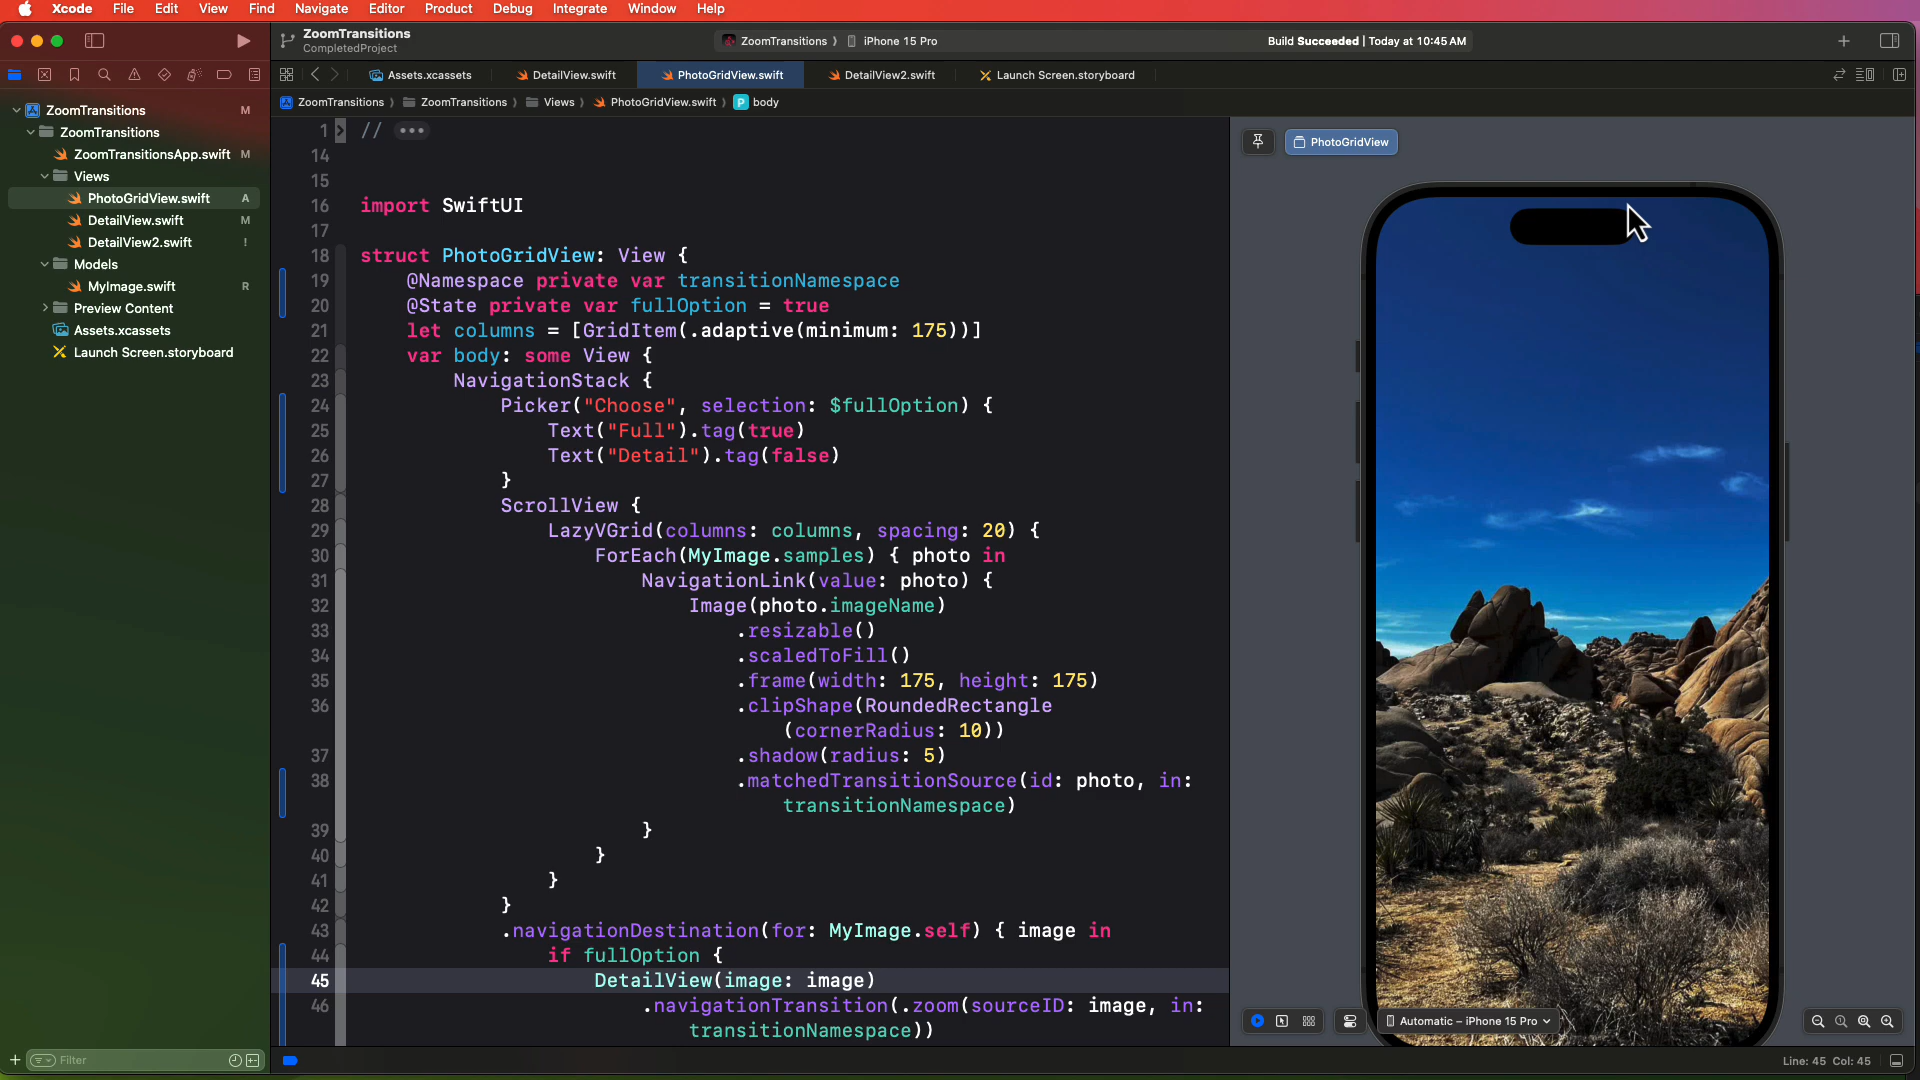 Xcode File Edit View Find Navigate Editor Product Debug Integrate Window Help
ZoomTransitions
CompletedProject
ZoomTransitions 〉 iPhone 15 Pro
Build Succeeded | Today at 10:45 AM
Assets.xcassets DetailView.swift PhotoGridView.swift DetailView2.swift Launch Screen.storyboard
ZoomTransitions 〉 ZoomTransitions 〉 Views 〉 PhotoGridView.swift 〉 P body
ZoomTransitions M
ZoomTransitions
ZoomTransitionsApp.swift M
Views
PhotoGridView.swift A
DetailView.swift M
DetailView2.swift !
Models
MyImage.swift R
Preview Content
Assets.xcassets
Launch Screen.storyboard
Filter
1 // •••
14
15
16 import SwiftUI
17
18 struct PhotoGridView: View {
19 @Namespace private var transitionNamespace
20 @State private var fullOption = true
21 let columns = [GridItem(.adaptive(minimum: 175))]
22 var body: some View {
23 NavigationStack {
24 Picker("Choose", selection: $fullOption) {
25 Text("Full").tag(true)
26 Text("Detail").tag(false)
27 }
28 ScrollView {
29 LazyVGrid(columns: columns, spacing: 20) {
30 ForEach(MyImage.samples) { photo in
31 NavigationLink(value: photo) {
32 Image(photo.imageName)
33 .resizable()
34 .scaledToFill()
35 .frame(width: 175, height: 175)
36 .clipShape(RoundedRectangle
(cornerRadius: 10))
37 .shadow(radius: 5)
38 .matchedTransitionSource(id: photo, in:
transitionNamespace)
39 }
40 }
41 }
42 }
43 .navigationDestination(for: MyImage.self) { image in
44 if fullOption {
45 DetailView(image: image)
46 .navigationTransition(.zoom(sourceID: image, in:
transitionNamespace))
PhotoGridView
Automatic – iPhone 15 Pro
Line: 45 Col: 45